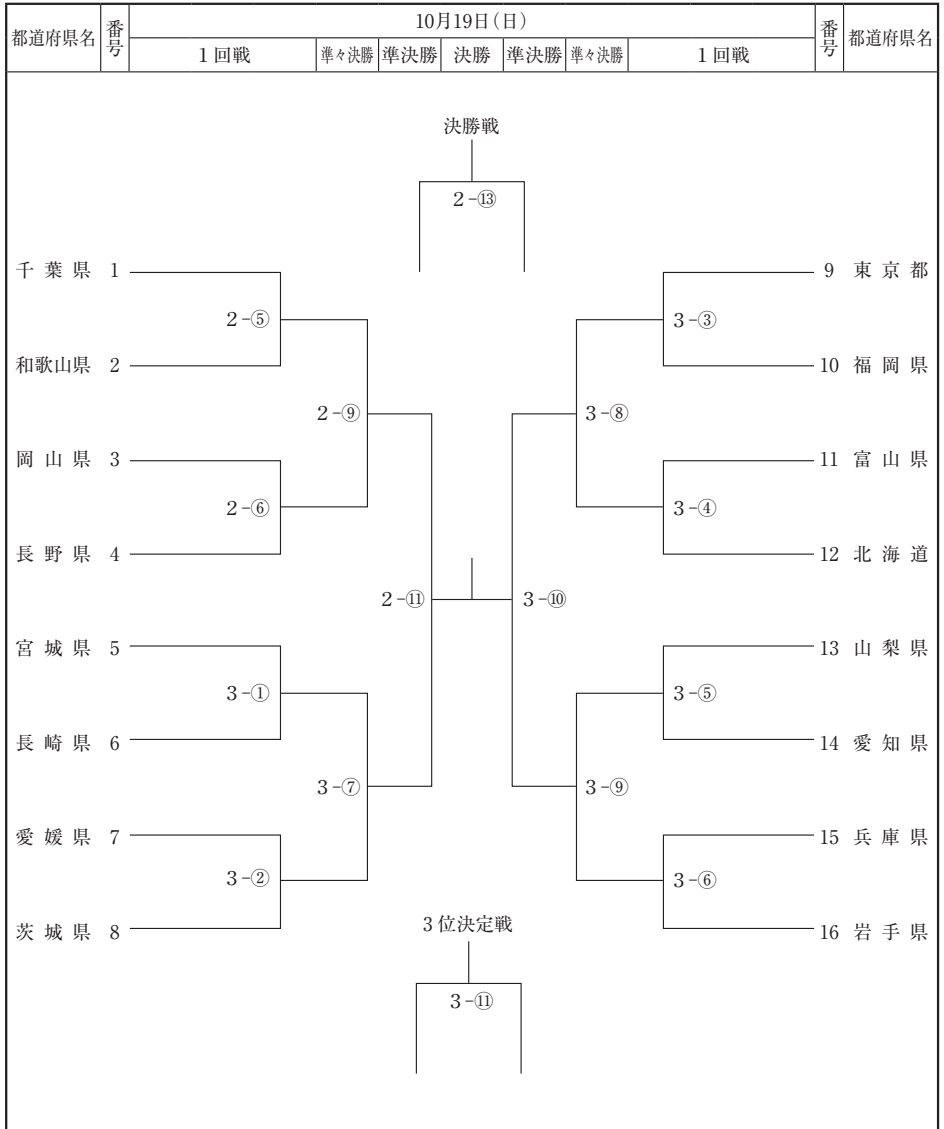 都道府県名 番号 10月19日(日) 番号 都道府県名
1回戦 準々決勝 準決勝 決勝 準決勝 準々決勝 1回戦
決勝戦
2-⑬
千葉県 1
9 東京都
2-⑤
3-③
和歌山県 2
10 福岡県
2-⑨
3-⑧
岡山県 3
11 富山県
2-⑥
3-④
長野県 4
12 北海道
2-⑪
3-⑩
宮城県 5
13 山梨県
3-①
3-⑤
長崎県 6
14 愛知県
3-⑦
3-⑨
愛媛県 7
15 兵庫県
3-②
3-⑥
茨城県 8
16 岩手県
3位決定戦
3-⑪